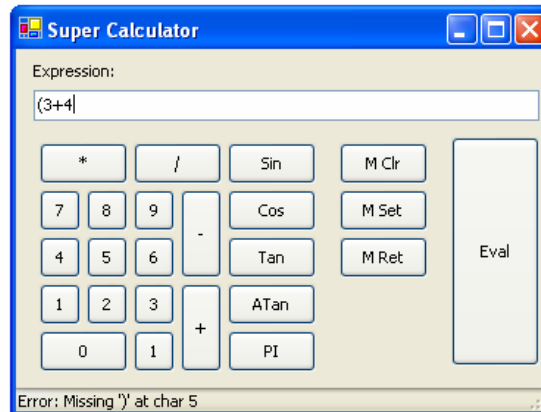 Super Calculator
Expression:
(3+4
* / Sin M Clr
7 8 9 - Cos M Set
4 5 6 Tan M Ret Eval
1 2 3 + ATan
0 1 PI
Error: Missing ')' at char 5